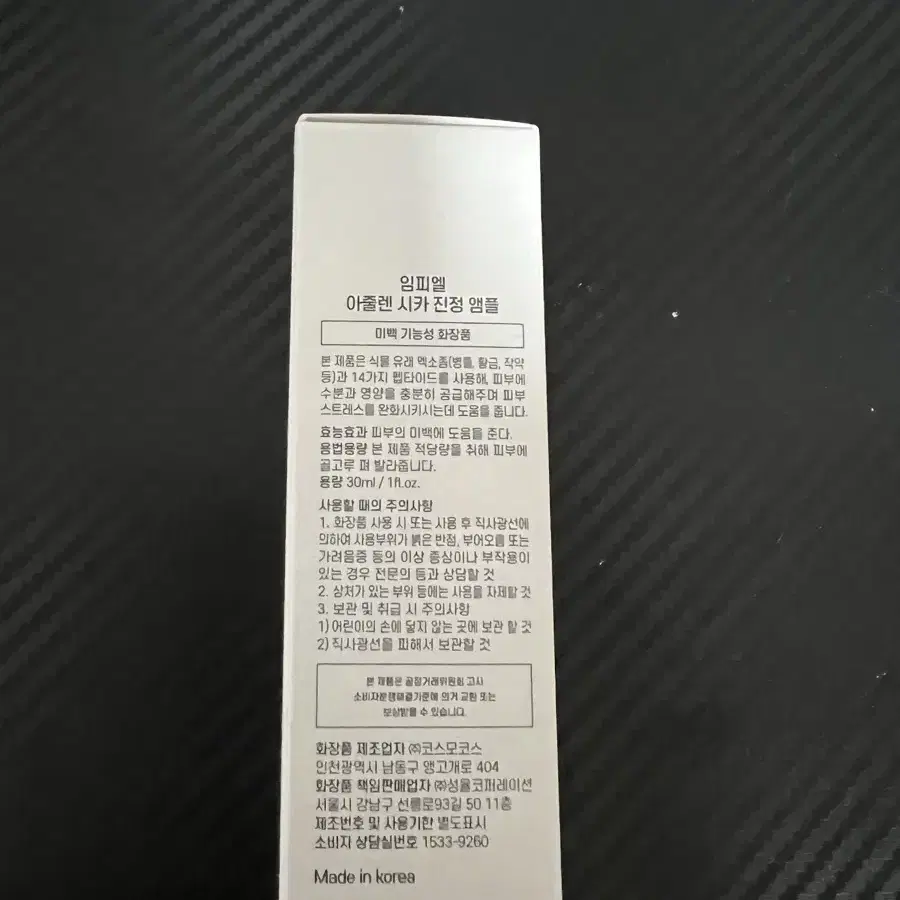 임피엘
아줄렌 시카 진정 앰플
미백 기능성 화장품
본 제품은 식물 유래 엑소좀(병풀, 황금, 작약
등)과 14가지 펩타이드를 사용해, 피부에
수분과 영양을 충분히 공급해주며 피부
스트레스를 완화시키시는데 도움을 줍니다.
효능효과 피부의 미백에 도움을 준다.
용법용량 본 제품 적당량을 취해 피부에
골고루 펴 발라줍니다.
용량 30ml / 1fl.oz.
사용할 때의 주의사항
1. 화장품 사용 시 또는 사용 후 직사광선에
의하여 사용부위가 붉은 반점, 부어오름 또는
가려움증 등의 이상 증상이나 부작용이
있는 경우 전문의 등과 상담할 것
2. 상처가 있는 부위 등에는 사용을 자제할 것
3. 보관 및 취급 시 주의사항
1) 어린이의 손에 닿지 않는 곳에 보관 할 것
2) 직사광선을 피해서 보관할 것
본 제품은 공정거래위원회 고시
소비자분쟁해결기준에 의거 교환 또는
보상받을 수 있습니다.
화장품 제조업자 ㈜코스모코스
인천광역시 남동구 앵고개로 404
화장품 책임판매업자 ㈜성율코퍼레이션
서울시 강남구 선릉로93길 50 11층
제조번호 및 사용기한 별도표시
소비자 상담실번호 1533-9260
Made in korea